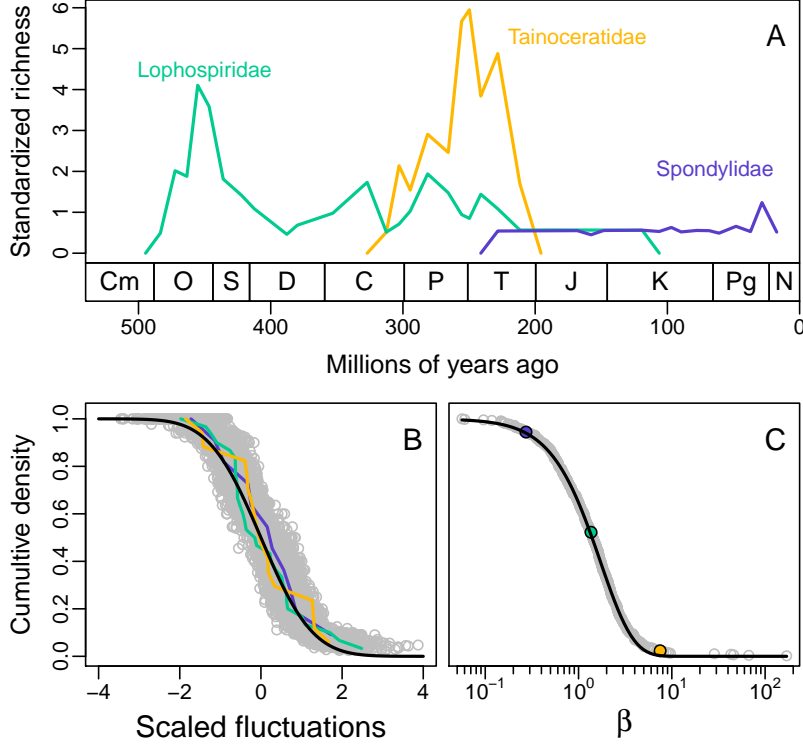 A
Tainoceratidae
Lophospiridae
Spondylidae
Standardized richness
6
5
4
3
2
1
0
Cm O S D C P T J K Pg N
500 400 300 200 100 0
Millions of years ago
B
C
Cumultive density
1.0
0.8
0.6
0.4
0.2
0.0
−4 −2 0 2 4
Scaled fluctuations
10⁻¹ 10⁰ 10¹ 10²
β